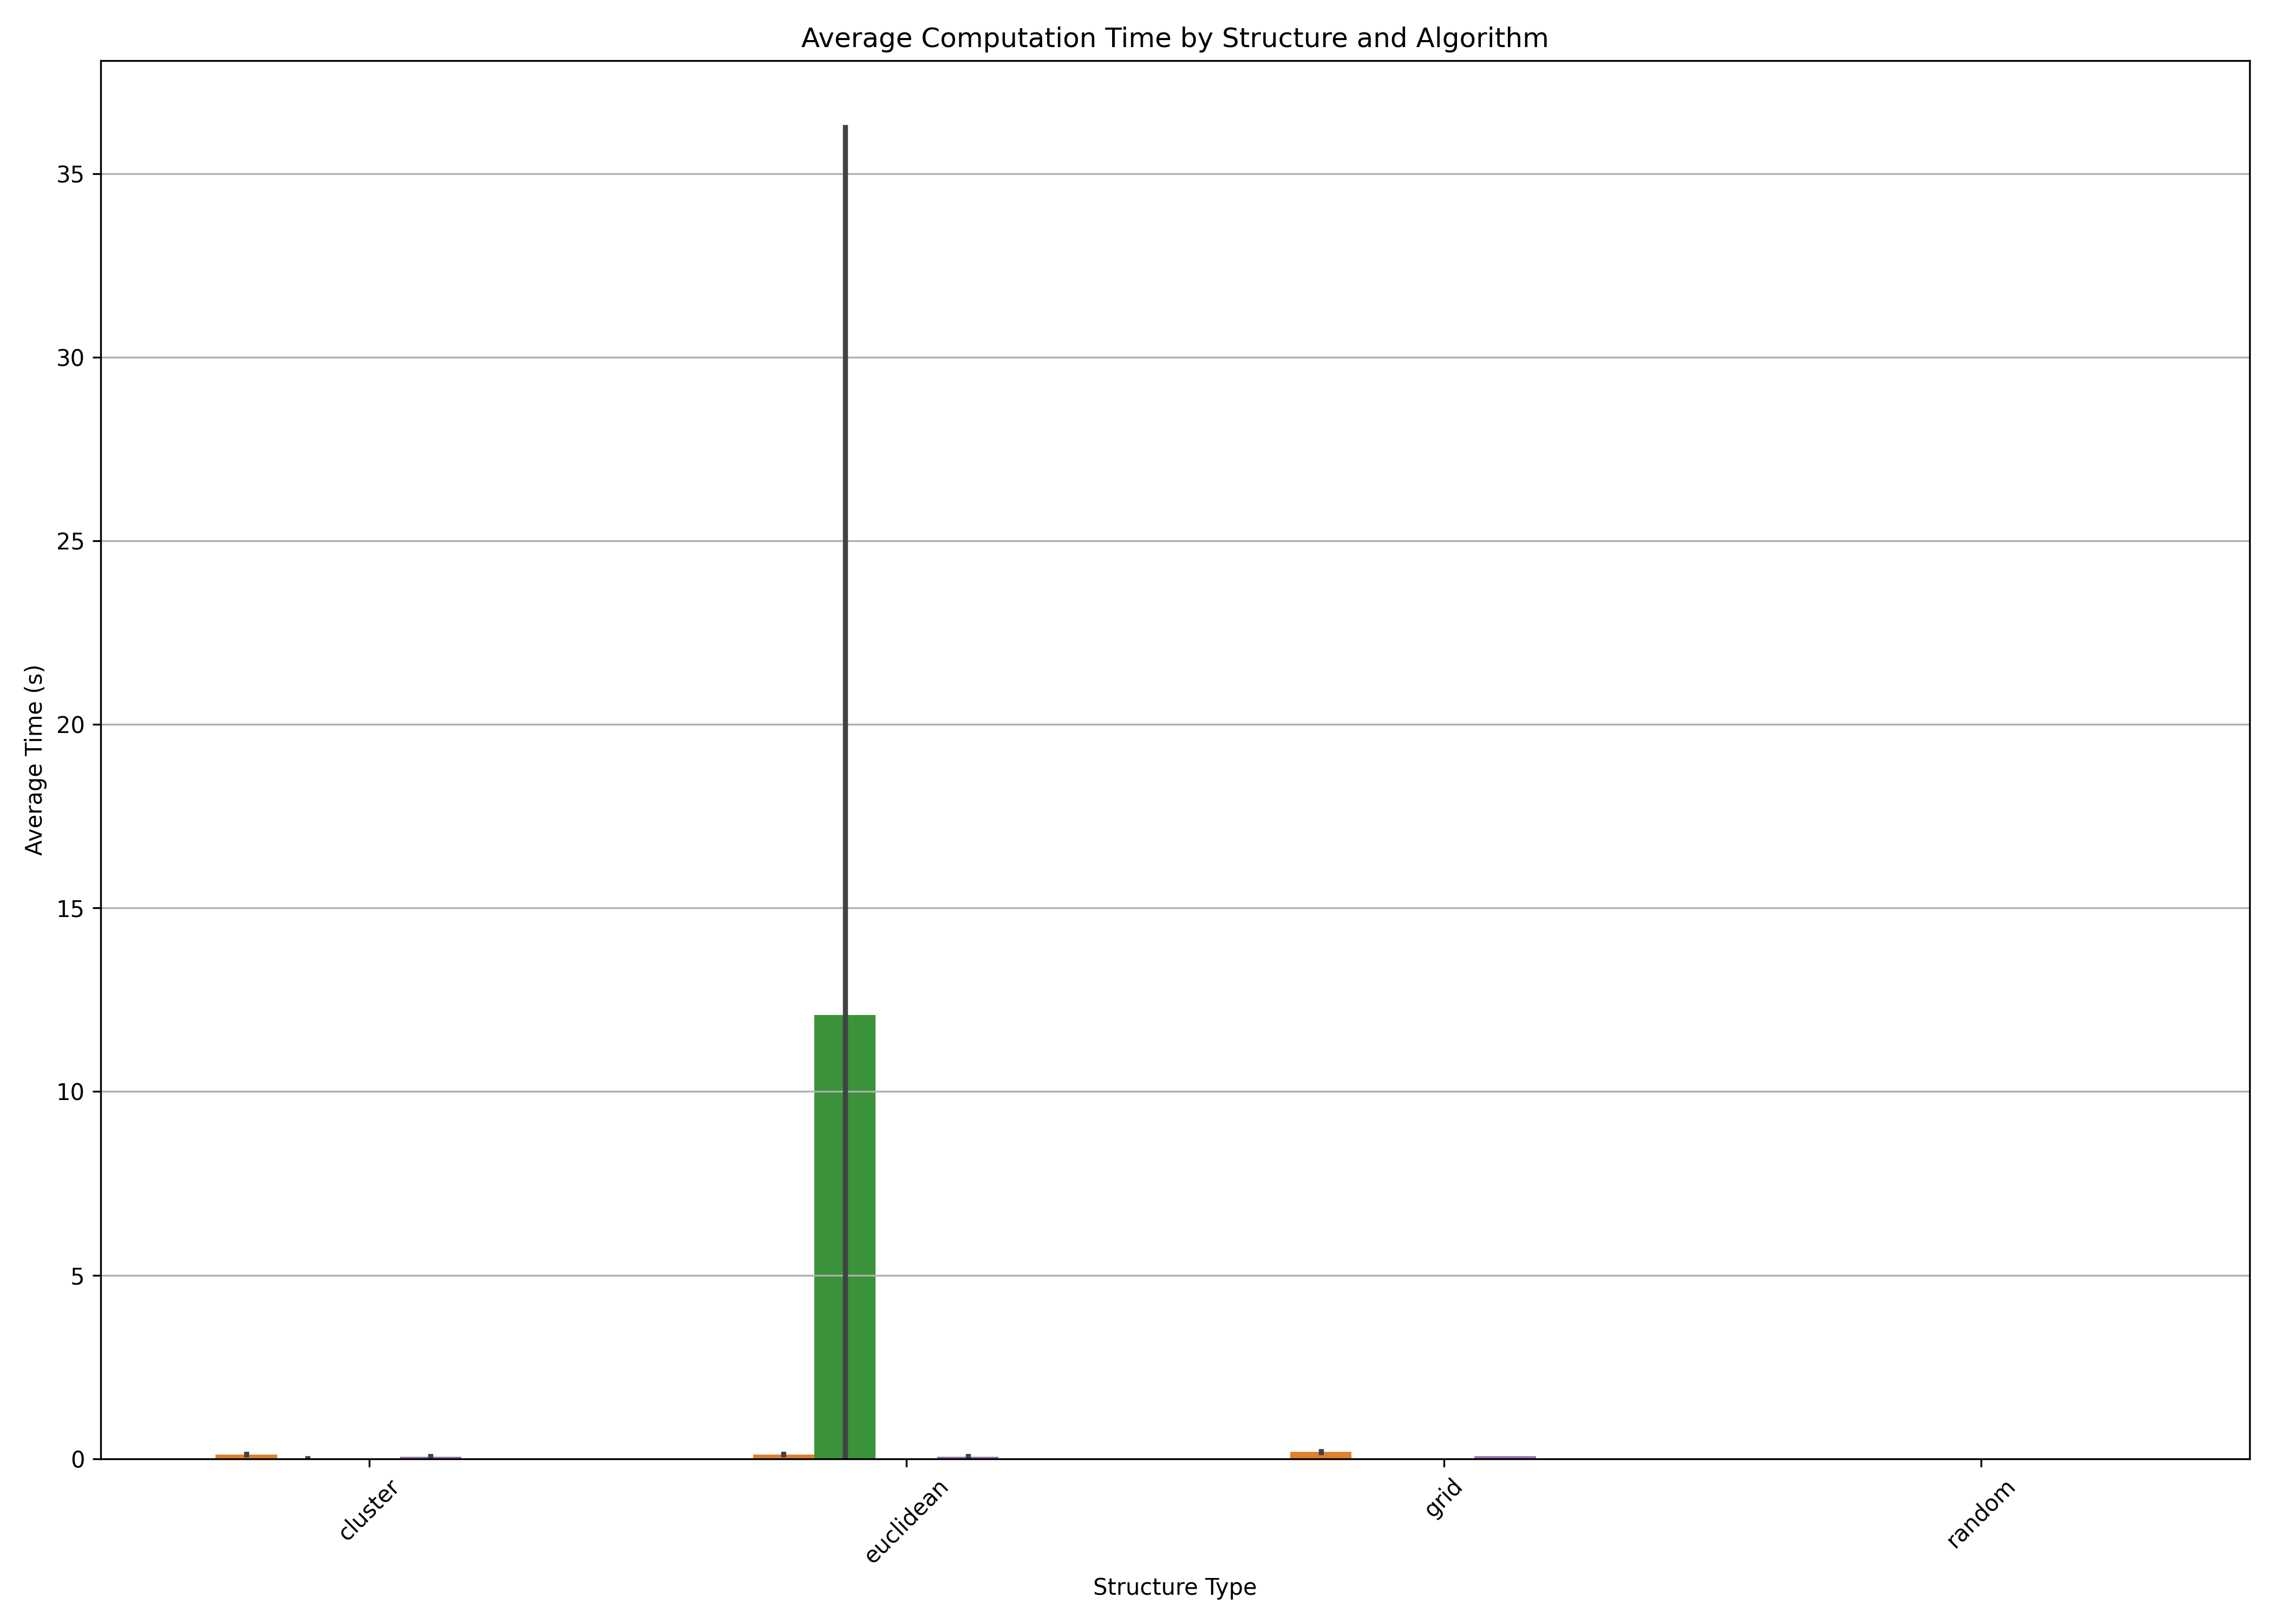 Average Computation Time by Structure and Algorithm
35
30
25
20
15
10
5
0
Average Time (s)
cluster
euclidean
grid
random
Structure Type